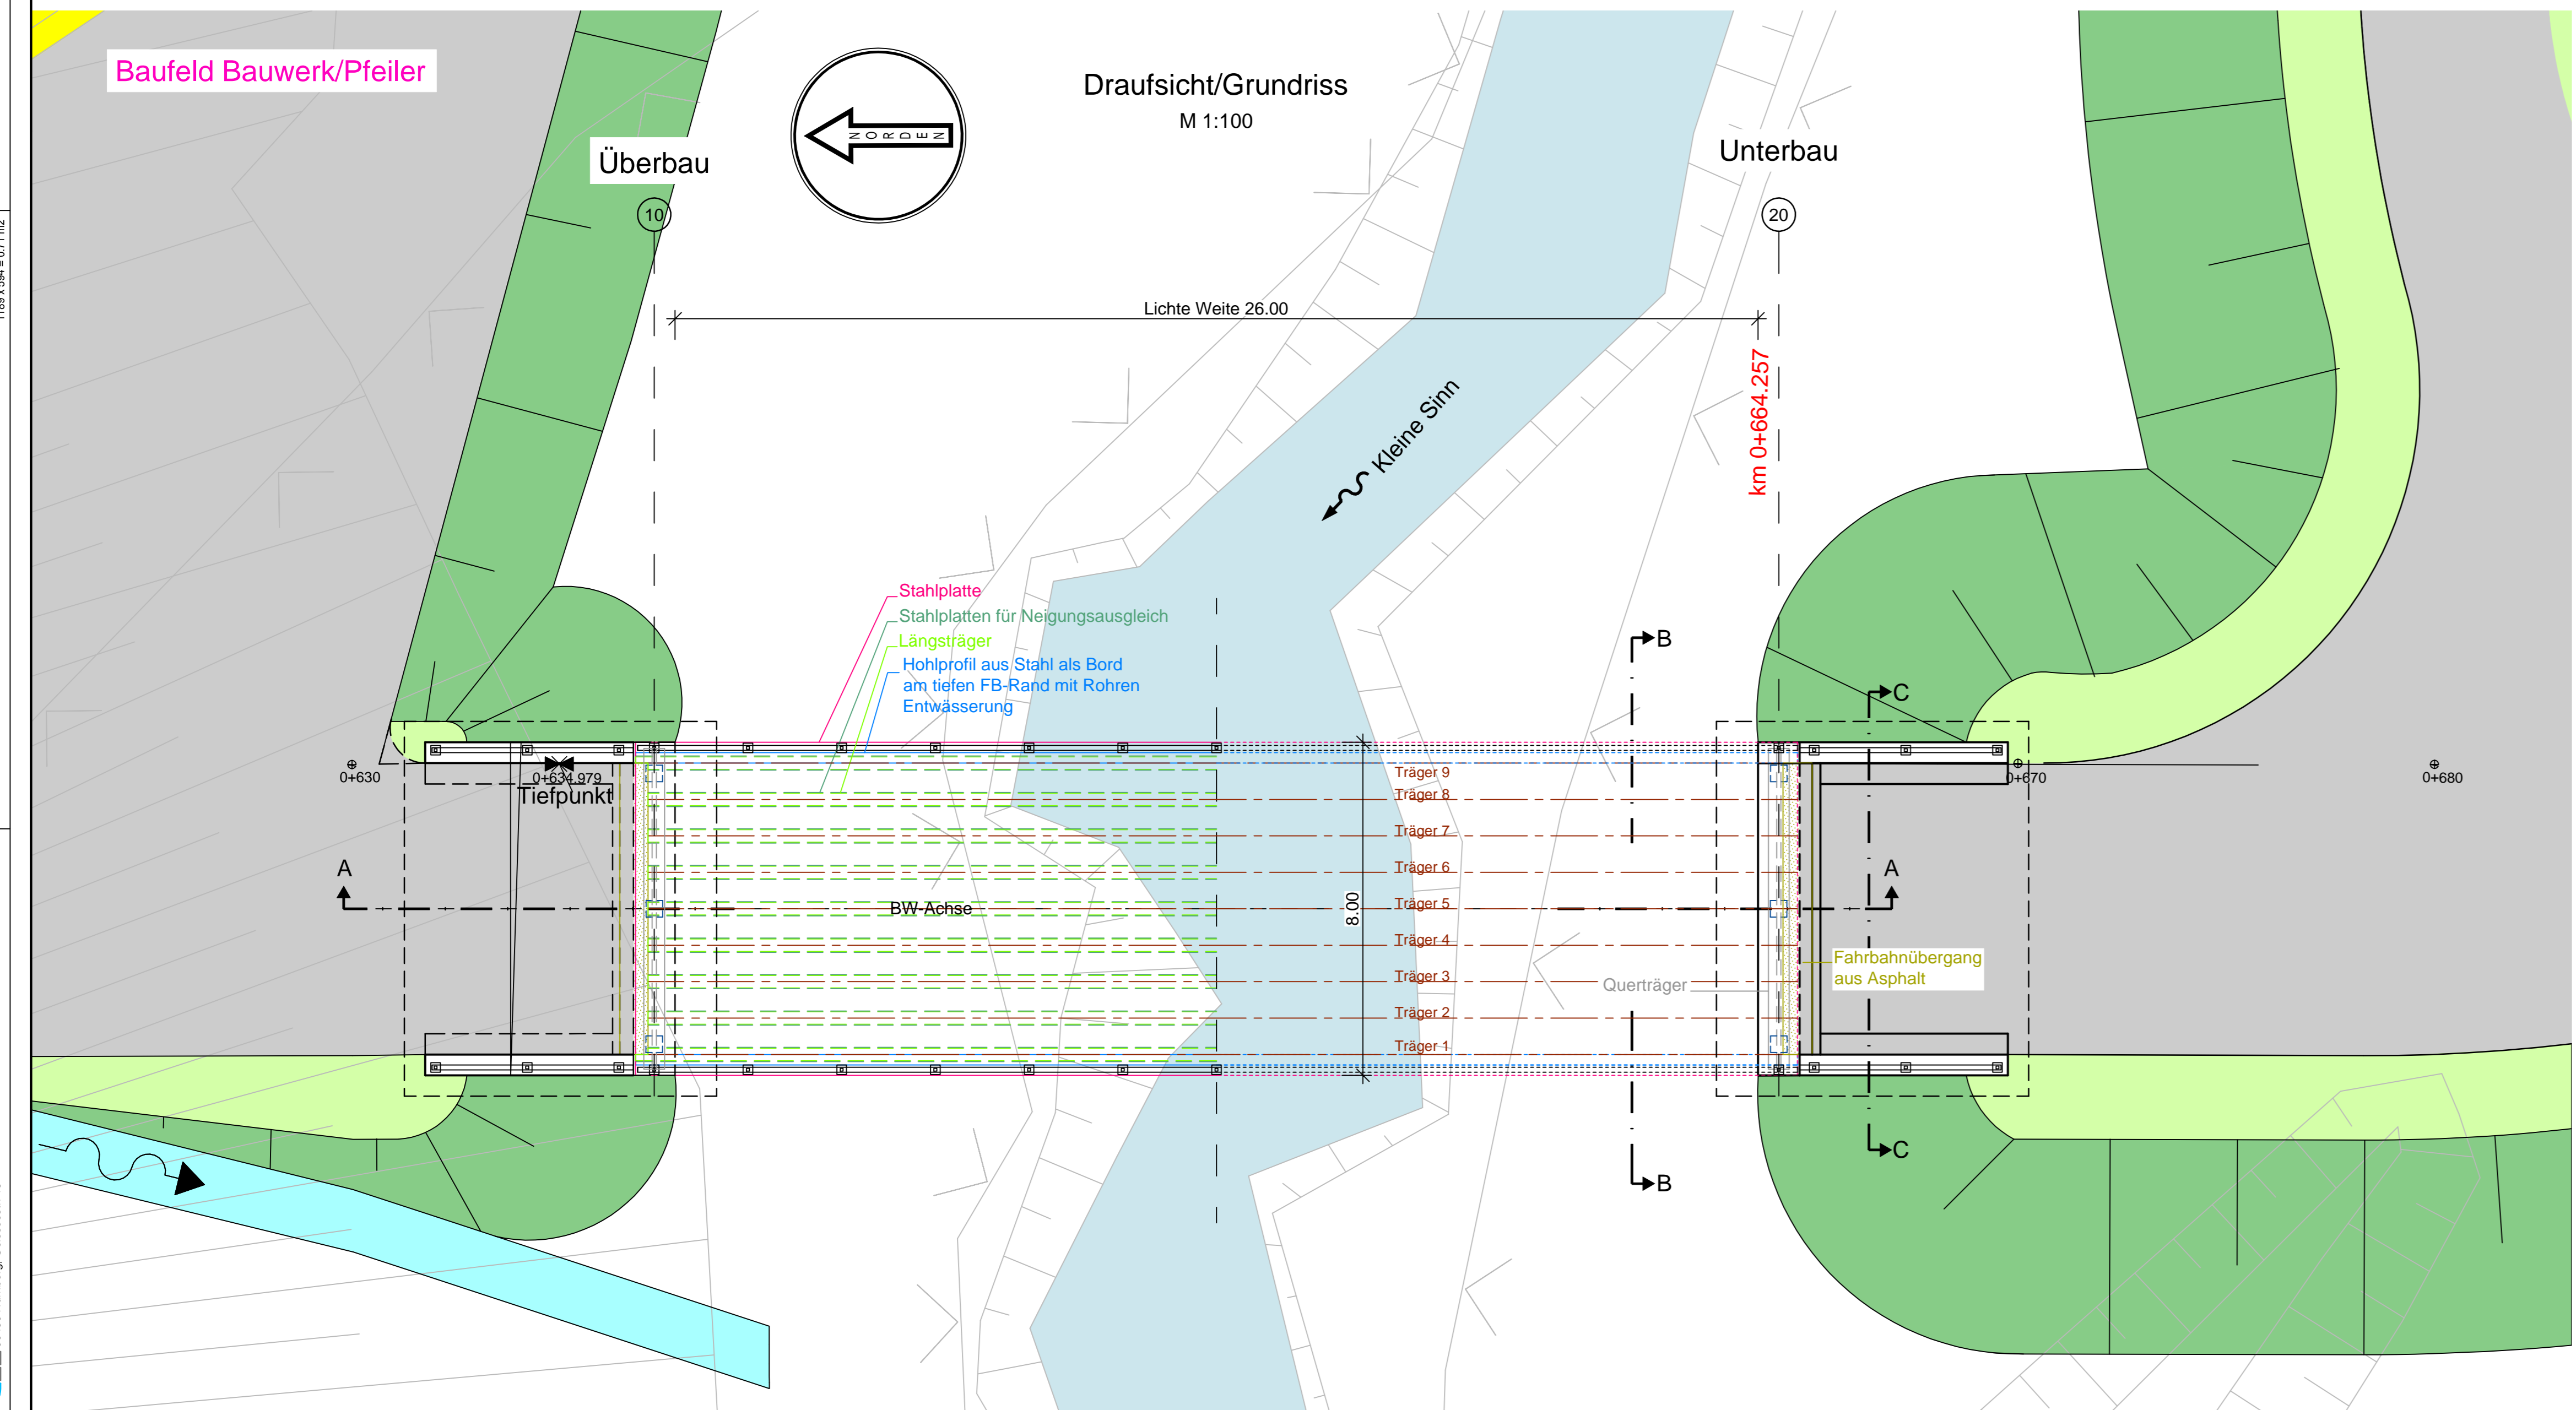 Baufeld Bauwerk/Pfeiler
Draufsicht/Grundriss
M 1:100
NORDEN
Überbau
Unterbau
10
20
Lichte Weite 26.00
km 0+664.257
Kleine Sinn
Stahlplatte
Stahlplatten für Neigungsausgleich
Längsträger
Hohlprofil aus Stahl als Bord
am tiefen FB-Rand mit Rohren
Entwässerung
B
C
0+630
0+634.979
Tiefpunkt
0+670
0+680
Träger 9
Träger 8
Träger 7
Träger 6
Träger 5
Träger 4
Träger 3
Träger 2
Träger 1
A
A
BW-Achse
8.00
Querträger
Fahrbahnübergang
aus Asphalt
C
B